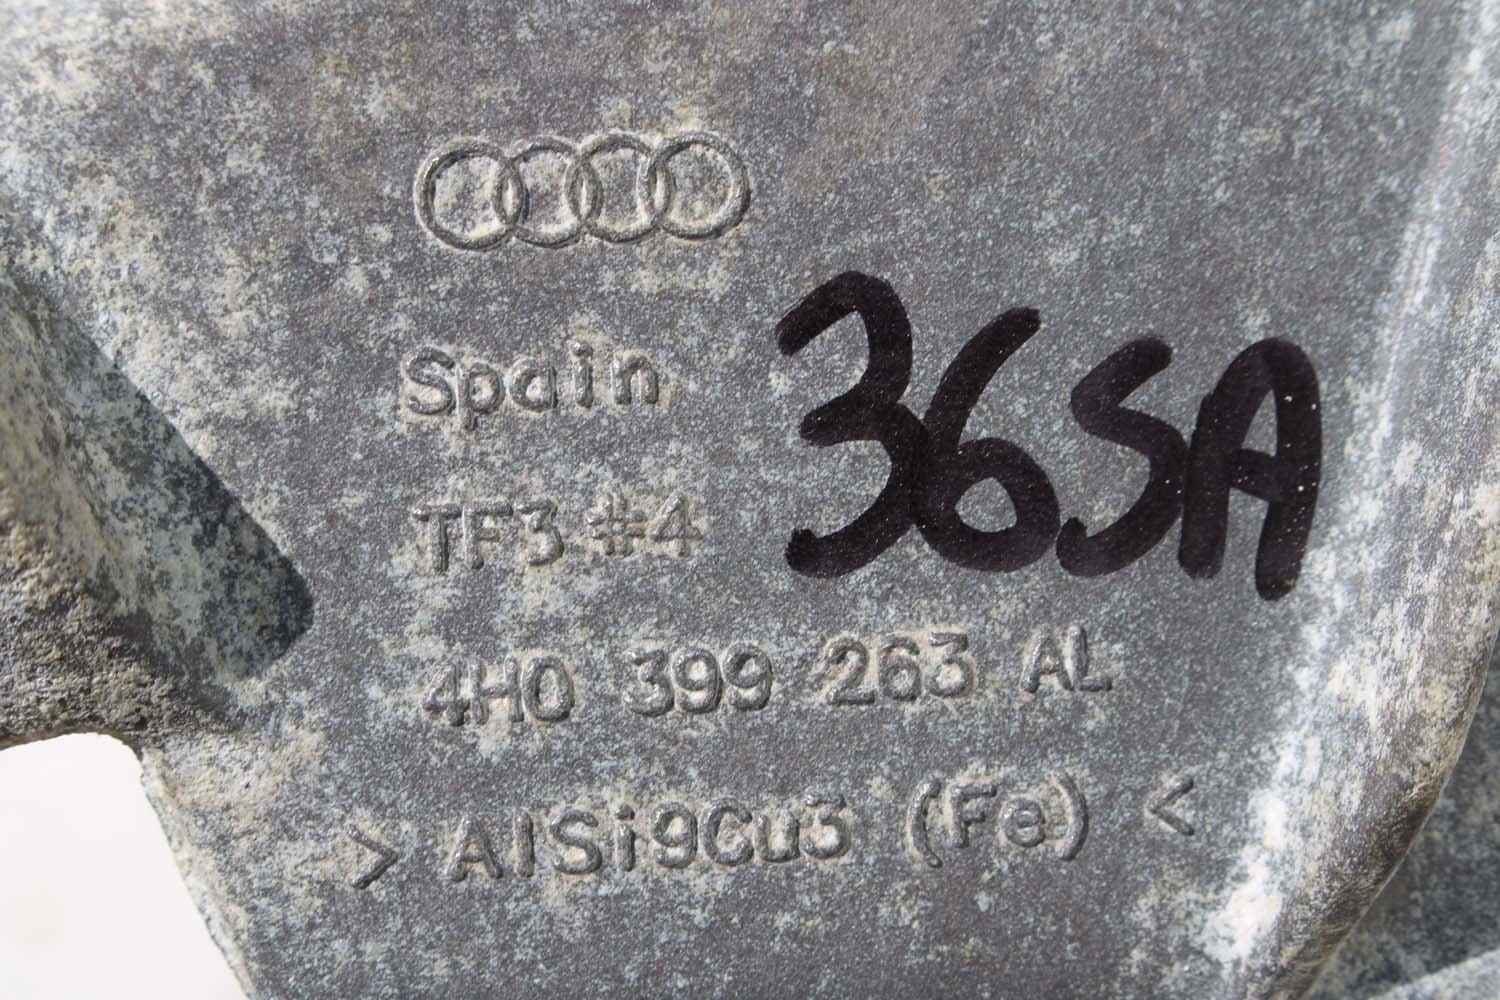 Spain
36SA
TF3 #4
4H0 399 263 AL
> AlSi9Cu3 (Fe) <